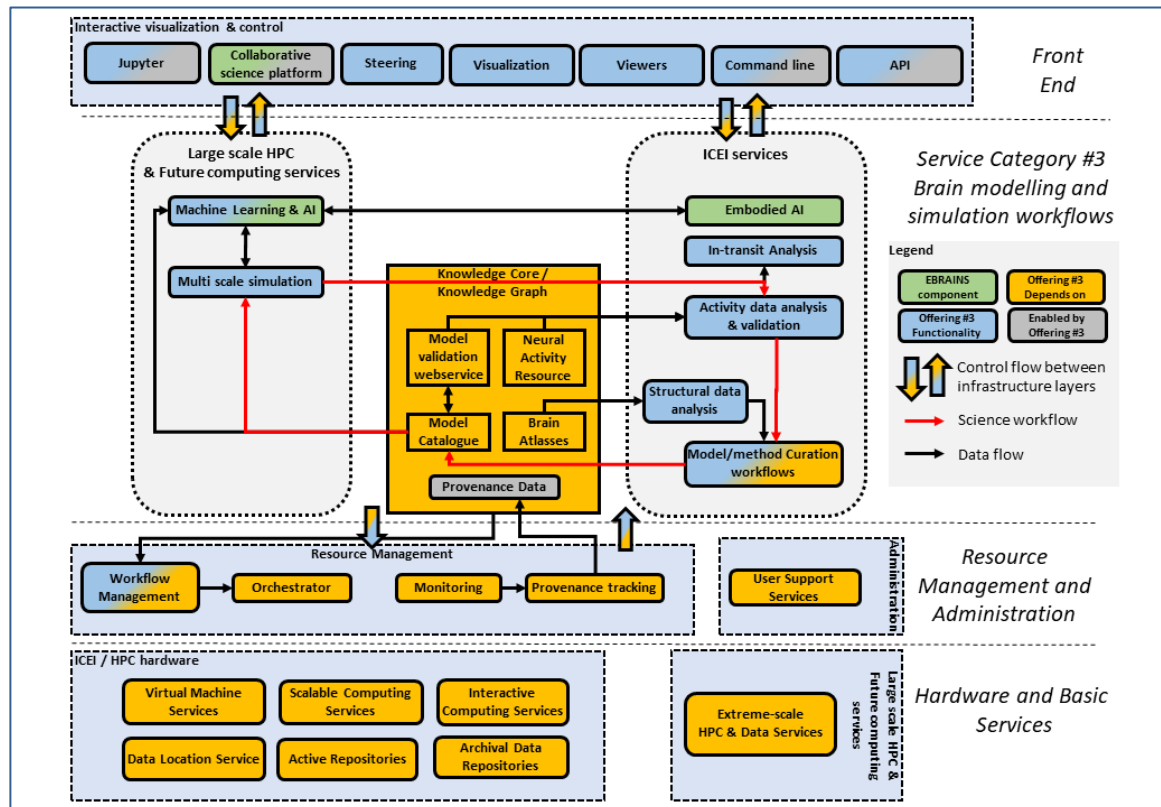 Interactive visualization & control
Jupyter
Collaborative
science platform
Steering
Visualization
Viewers
Command line
API
Front
End
Large scale HPC
& Future computing services
ICEI services
Service Category #3
Brain modelling and
simulation workflows
Machine Learning & AI
Embodied AI
In-transit Analysis
Multi scale simulation
Knowledge Core /
Knowledge Graph
Activity data analysis
& validation
Model
validation
webservice
Neural
Activity
Resource
Structural data
analysis
Model
Catalogue
Brain
Atlasses
Model/method Curation
workflows
Provenance Data
Legend
EBRAINS
component
Offering #3
Depends on
Offering #3
Functionality
Enabled by
Offering #3
Control flow between
infrastructure layers
Science workflow
Data flow
Resource Management
Workflow
Management
Orchestrator
Monitoring
Provenance tracking
User Support
Services
Administration
Resource
Management and
Administration
ICEI / HPC hardware
Virtual Machine
Services
Scalable Computing
Services
Interactive
Computing Services
Data Location Service
Active Repositories
Archival Data
Repositories
Extreme-scale
HPC & Data Services
Large scale HPC &
Future computing
services
Hardware and Basic
Services